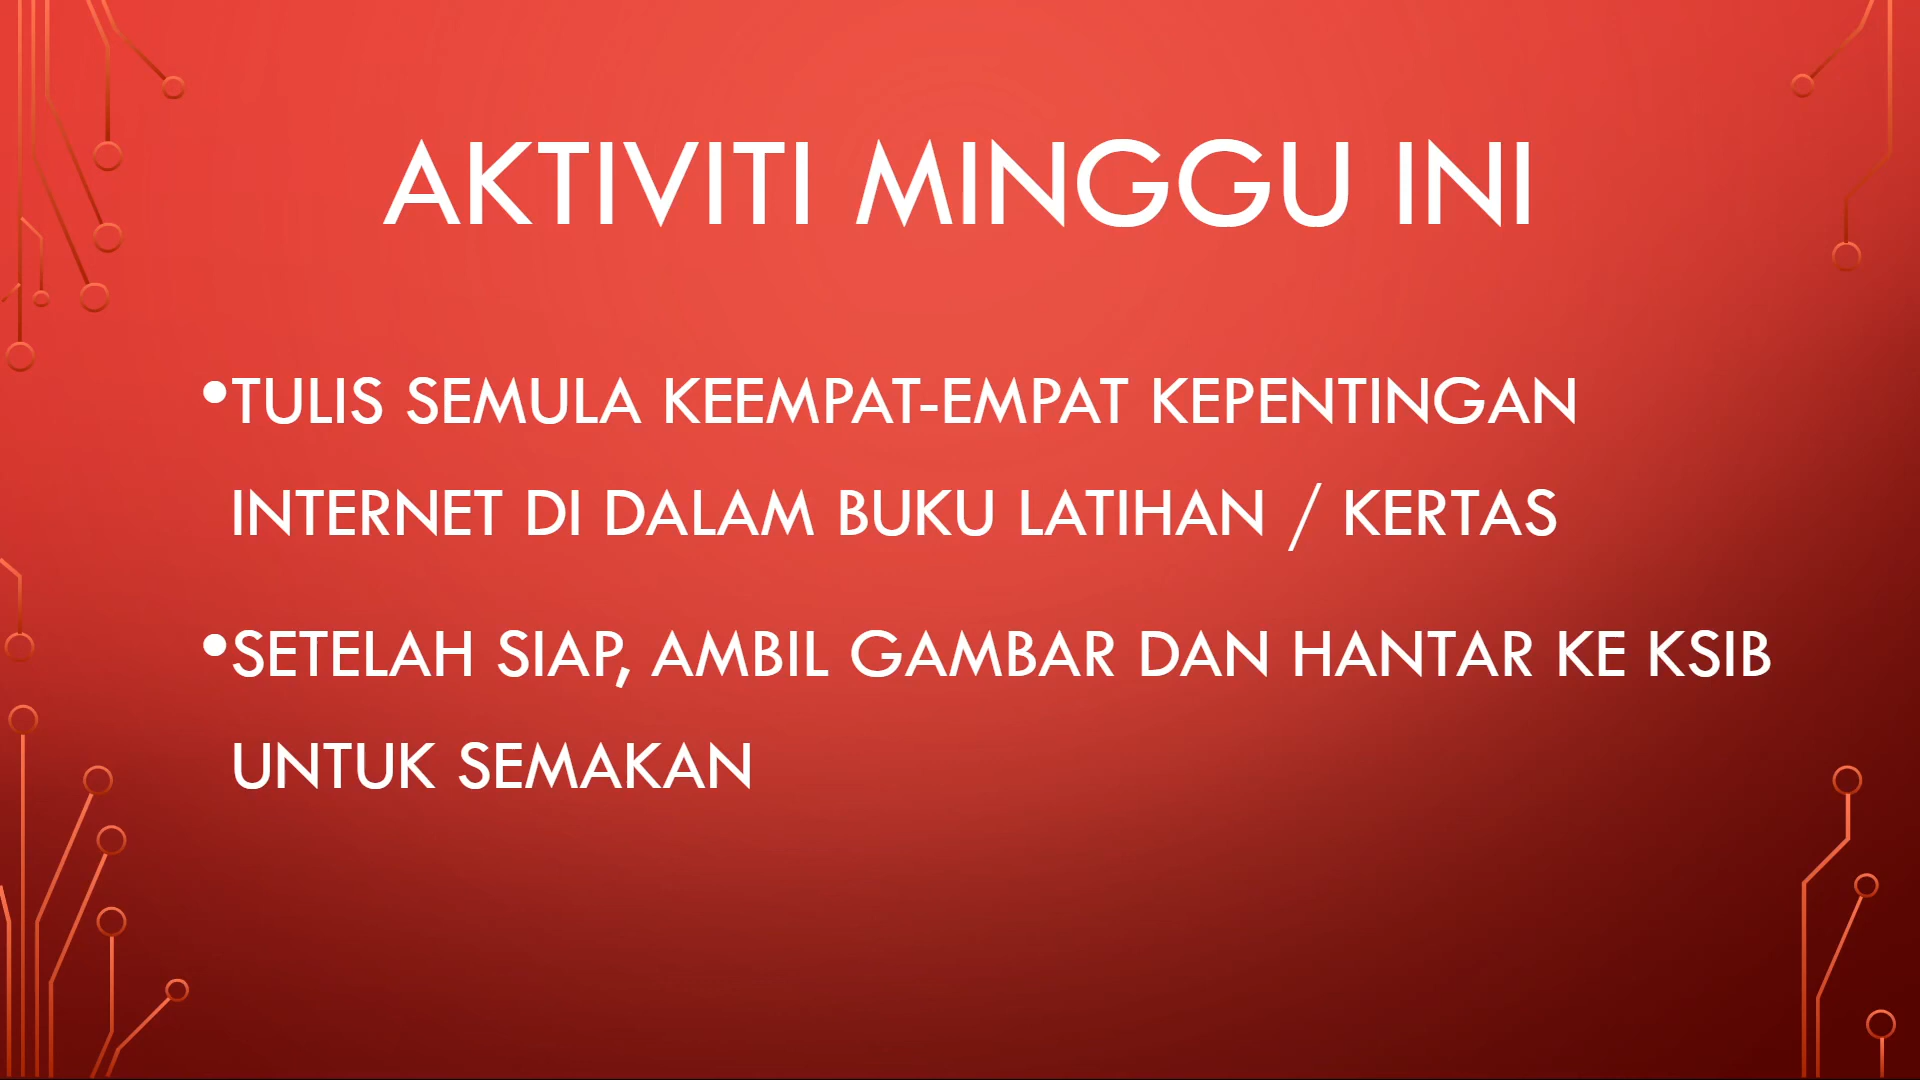 AKTIVITI MINGGU INI
•TULIS SEMULA KEEMPAT-EMPAT KEPENTINGAN
INTERNET DI DALAM BUKU LATIHAN / KERTAS
•SETELAH SIAP, AMBIL GAMBAR DAN HANTAR KE KSIB
UNTUK SEMAKAN